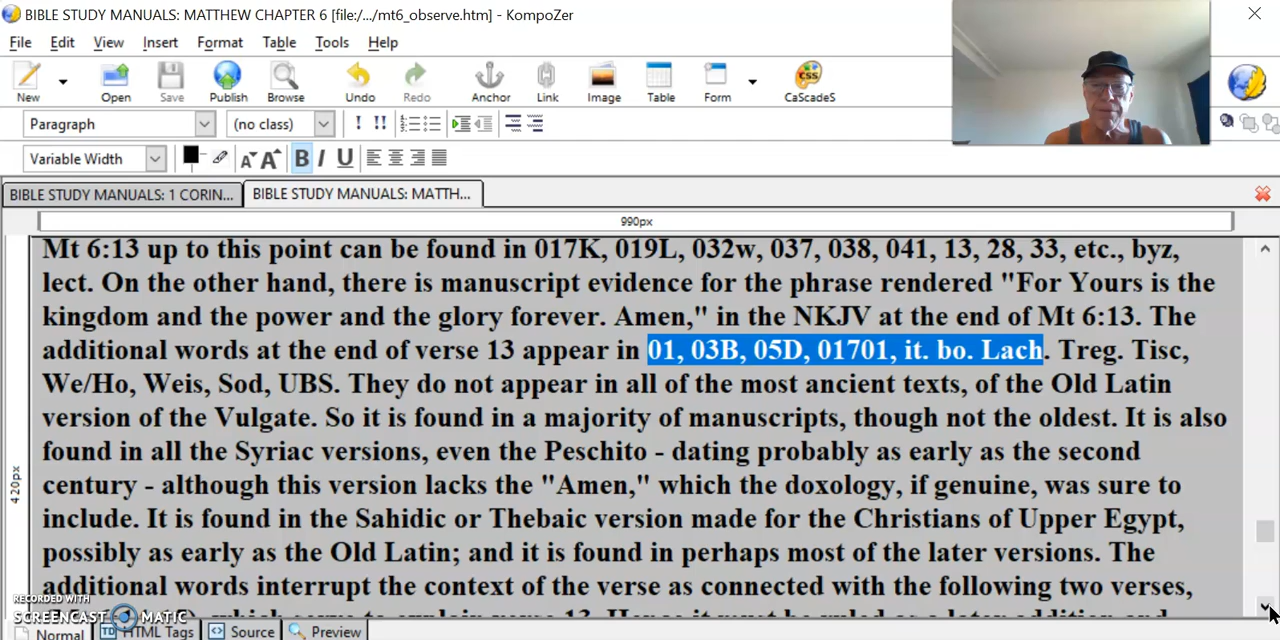 BIBLE STUDY MANUALS: MATTHEW CHAPTER 6 [file:/.../mt6_observe.htm] - KompoZer
File Edit View Insert Format Table Tools Help
New Open Save Publish Browse Undo Redo Anchor Link Image Table Form CaScadeS
Paragraph (no class) ! !!
Variable Width A A B I U
BIBLE STUDY MANUALS: 1 CORIN... BIBLE STUDY MANUALS: MATTH...
990px
Mt 6:13 up to this point can be found in 017K, 019L, 032w, 037, 038, 041, 13, 28, 33, etc., byz,
lect. On the other hand, there is manuscript evidence for the phrase rendered "For Yours is the
kingdom and the power and the glory forever. Amen," in the NKJV at the end of Mt 6:13. The
additional words at the end of verse 13 appear in 01, 03B, 05D, 01701, it. bo. Lach. Treg. Tisc,
We/Ho, Weis, Sod, UBS. They do not appear in all of the most ancient texts, of the Old Latin
version of the Vulgate. So it is found in a majority of manuscripts, though not the oldest. It is also
found in all the Syriac versions, even the Peschito - dating probably as early as the second
century - although this version lacks the "Amen," which the doxology, if genuine, was sure to
include. It is found in the Sahidic or Thebaic version made for the Christians of Upper Egypt,
possibly as early as the Old Latin; and it is found in perhaps most of the later versions. The
additional words interrupt the context of the verse as connected with the following two verses,
420px
RECORDED WITH
SCREENCAST MATIC
Normal HTML Tags Source Preview